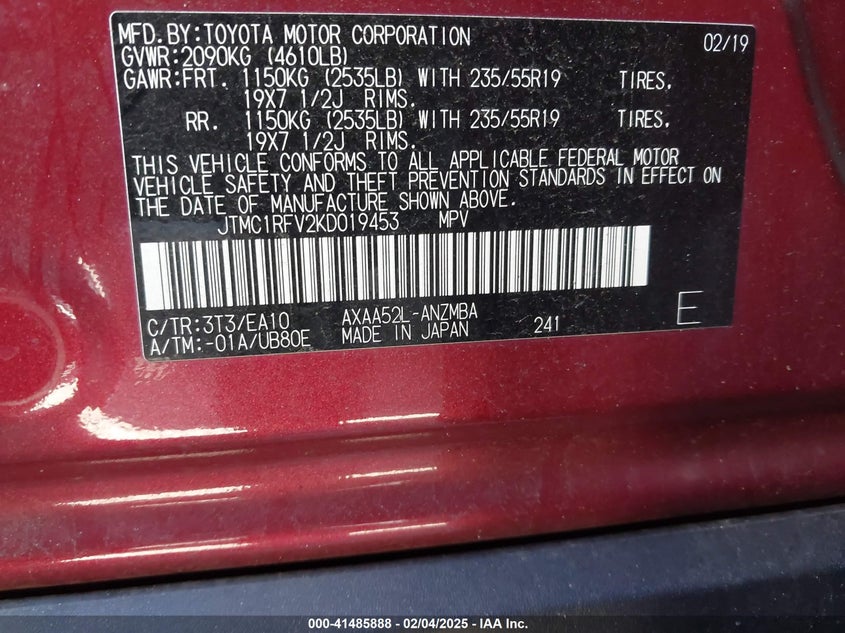 MFD.BY:TOYOTA MOTOR CORPORATION 02/19
GVWR:2090KG (4610LB)
GAWR:FRT. 1150KG (2535LB) WITH 235/55R19 TIRES.
19X7 1/2J RIMS.
RR. 1150KG (2535LB) WITH 235/55R19 TIRES.
19X7 1/2J RIMS.
THIS VEHICLE CONFORMS TO ALL APPLICABLE FEDERAL MOTOR
VEHICLE SAFETY AND THEFT PREVENTION STANDARDS IN EFFECT ON
THE DATE OF MANUFACTURE SHOWN ABOVE.
JTMC1RFV2KD019453 MPV
C/TR:3T3/EA10 AXAA52L-ANZMBA
A/TM:-01A/UB80E MADE IN JAPAN 241 E
000-41485888 - 02/04/2025 - IAA Inc.